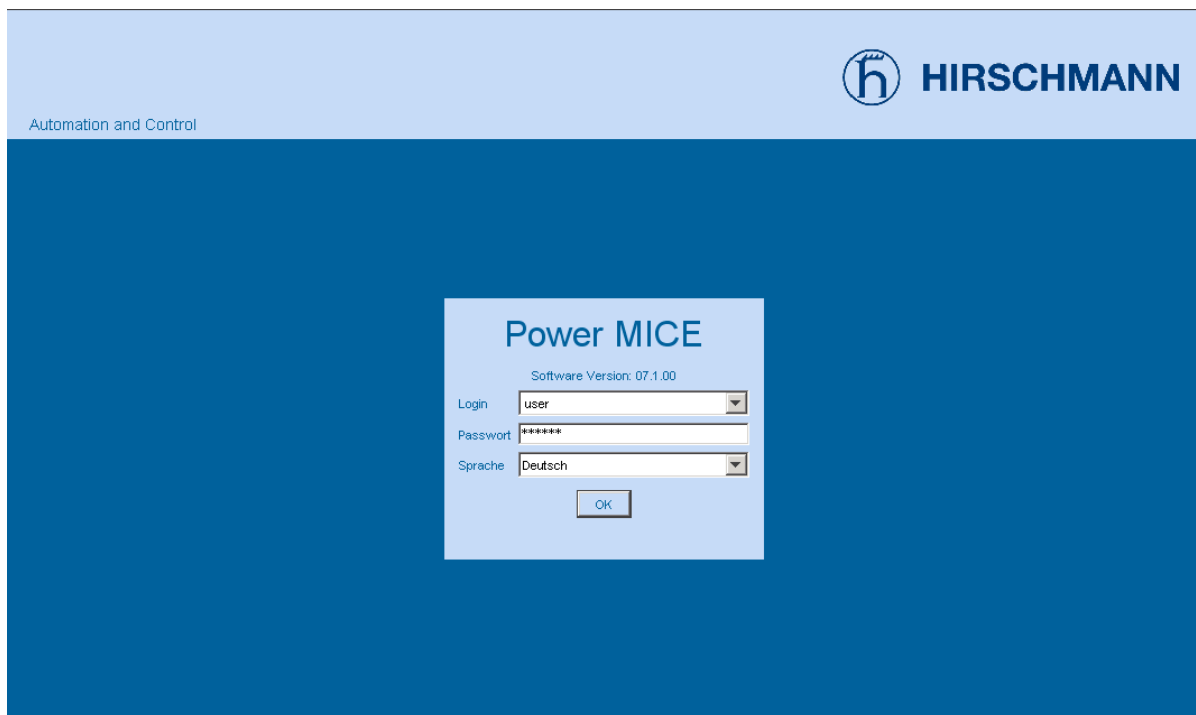 HIRSCHMANN
Automation and Control
Power MICE
Software Version: 07.1.00
Login user
Passwort ******
Sprache Deutsch
OK